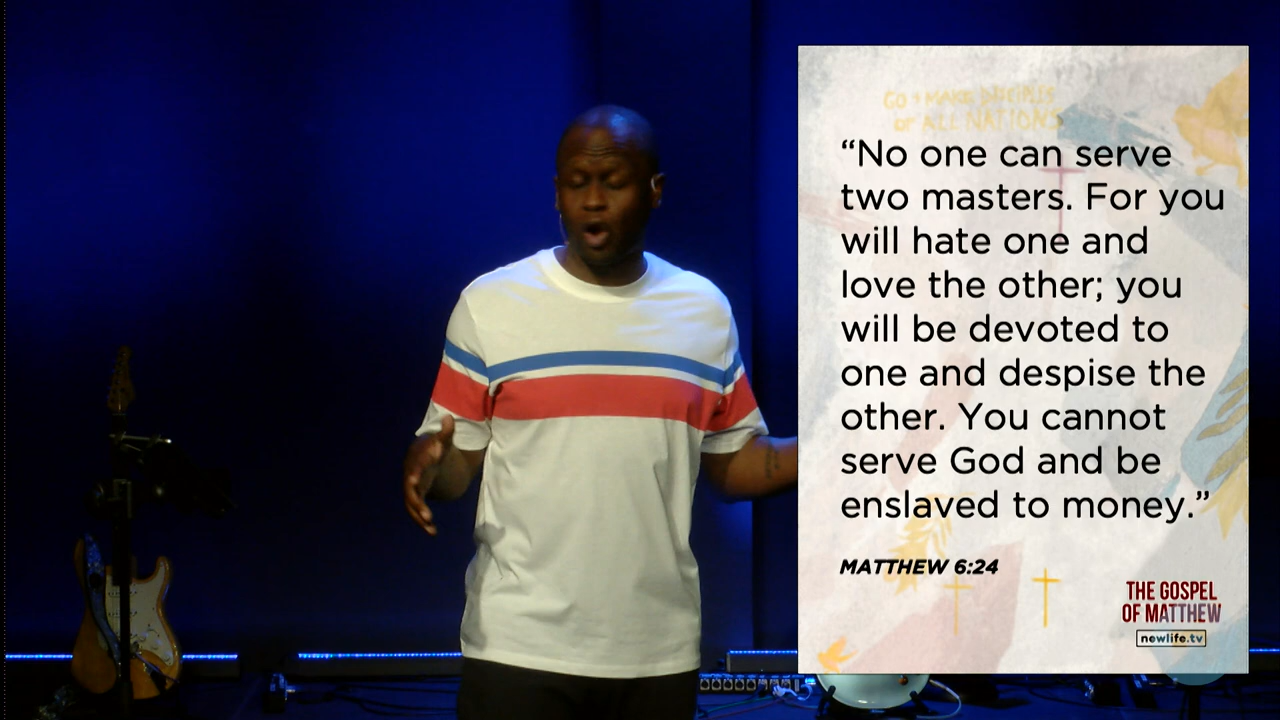 GO + MAKE DISCIPLES
OF ALL NATIONS
“No one can serve
two masters. For you
will hate one and
love the other; you
will be devoted to
one and despise the
other. You cannot
serve God and be
enslaved to money.”
MATTHEW 6:24
THE GOSPEL
OF MATTHEW
newlife.tv